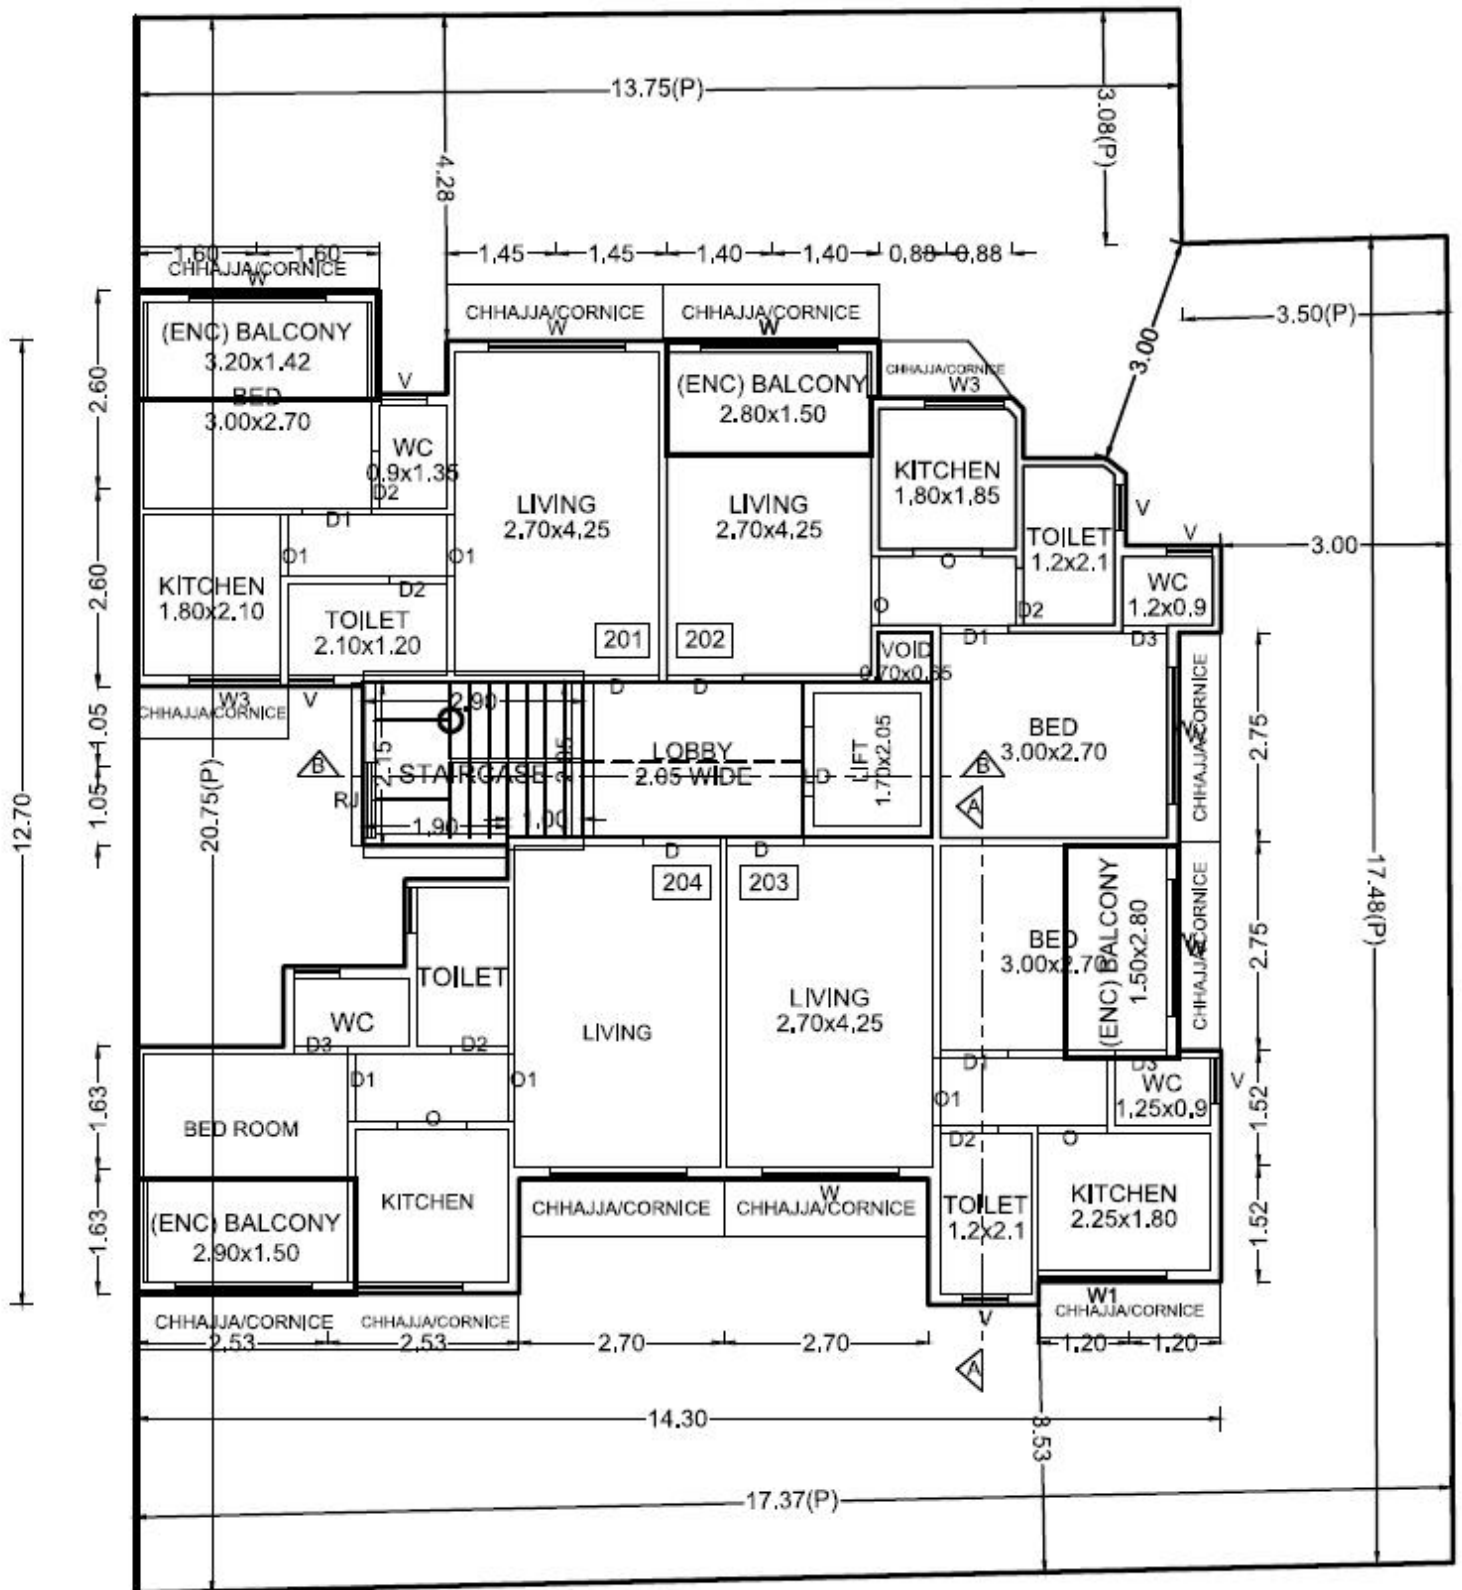 13.75(P)
3.08(P)
4.28
1.60
1.60
1.45
1.45
1.40
1.40
0.88
0.88
CHHAJJA/CORNICE
W
CHHAJJA/CORNICE
W
CHHAJJA/CORNICE
W
3.50(P)
3.00
(ENC) BALCONY
3.20x1.42
BED
3.00x2.70
V
WC
0.9x1.35
D2
(ENC) BALCONY
2.80x1.50
CHHAJJA/CORNICE
W3
KITCHEN
1.80x1.85
2.60
LIVING
2.70x4.25
LIVING
2.70x4.25
D1
O1
O1
TOILET
1.2x2.1
V
V
3.00
O
O
D2
WC
1.2x0.9
2.60
KITCHEN
1.80x2.10
D2
TOILET
2.10x1.20
201
202
D1
D3
VOID
0.70x0.65
W3
CHHAJJA/CORNICE
V
2.90
D
D
CHHAJJA/CORNICE
W
2.75
1.05
1.05
12.70
20.75(P)
B
2.15
STAIRCASE
LOBBY
2.05 WIDE
LD
LIFT
1.70x2.05
BED
3.00x2.70
B
A
RJ
1.90
1.00
D
D
204
203
17.48(P)
TOILET
WC
D3
D2
LIVING
LIVING
2.70x4.25
BED
3.00x2.70
(ENC) BALCONY
1.50x2.80
CHHAJJA/CORNICE
W
2.75
D1
O1
D1
D3
WC
1.25x0.9
V
1.63
BED ROOM
O
O1
D2
O
1.52
KITCHEN
(ENC) BALCONY
2.90x1.50
1.63
CHHAJJA/CORNICE
W
CHHAJJA/CORNICE
TOILET
1.2x2.1
KITCHEN
2.25x1.80
1.52
CHHAJJA/CORNICE
CHHAJJA/CORNICE
V
W1
CHHAJJA/CORNICE
2.53
2.53
2.70
2.70
1.20
1.20
A
14.30
3.53
17.37(P)